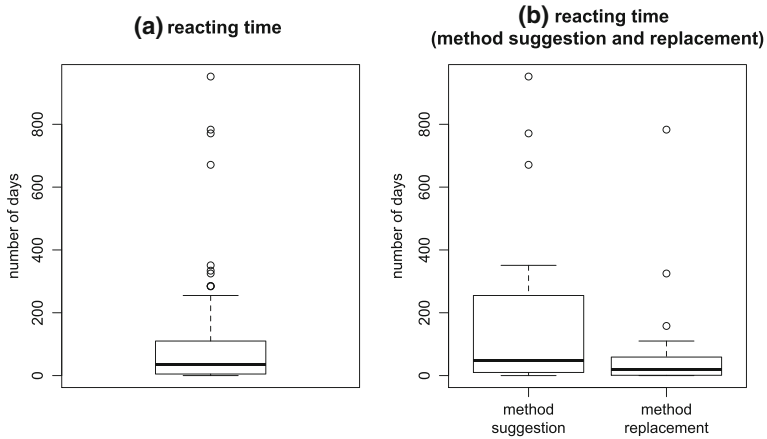 (a) reacting time
number of days
0
200
400
600
800
(b) reacting time
(method suggestion and replacement)
number of days
0
200
400
600
800
method
suggestion
method
replacement